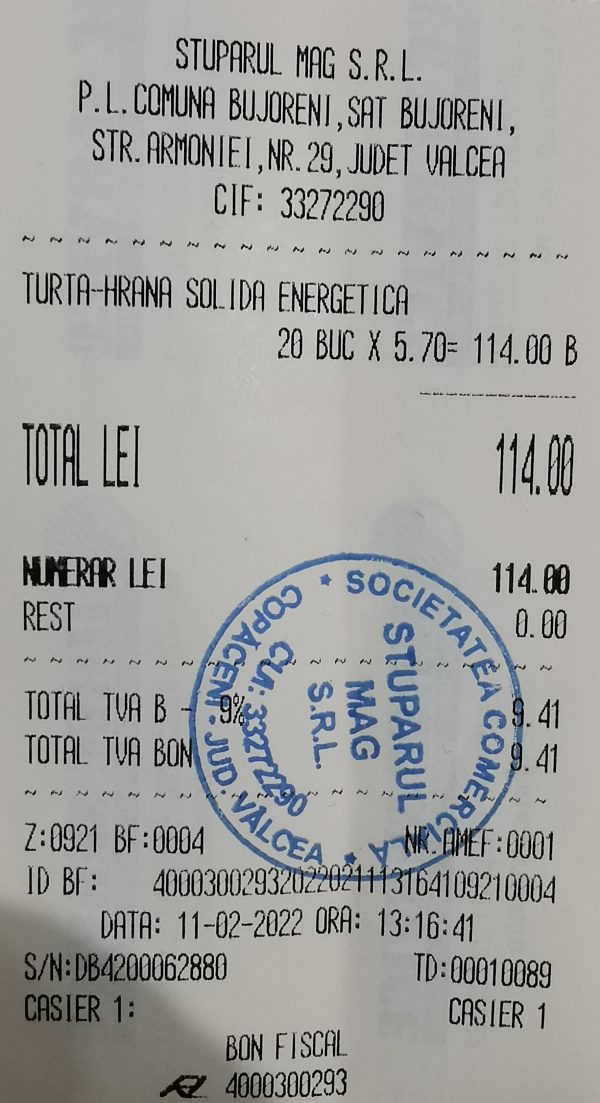 STUPARUL MAG S.R.L.
P.L.COMUNA BUJORENI,SAT BUJORENI,
STR.ARMONIEI,NR.29,JUDET VALCEA
CIF: 33272290
~ ~ ~ ~ ~ ~ ~ ~ ~ ~ ~ ~ ~ ~ ~ ~ ~ ~ ~ ~ ~
TURTA-HRANA SOLIDA ENERGETICA
20 BUC X 5.70= 114.00 B
TOTAL LEI 114.00
NUMERAR LEI 114.00
REST 0.00
~ ~ ~ ~ ~ ~ ~ ~ ~ ~ ~ ~ ~ ~ ~ ~ ~ ~ ~ ~ ~
TOTAL TVA B - 9% 9.41
TOTAL TVA BON 9.41
~ ~ ~ ~ ~ ~ ~ ~ ~ ~ ~ ~ ~ ~ ~ ~ ~ ~ ~ ~ ~
Z:0921 BF:0004 NR.AMEF:0001
ID BF: 40003002932022021113164109210004
DATA: 11-02-2022 ORA: 13:16:41
S/N:DB4200062880 TD:00010089
CASIER 1: CASIER 1
BON FISCAL
4000300293
* SOCIETATEA COMERCIALA *
COPĂCENI - JUD. VÂLCEA
STUPARUL
MAG
S.R.L.
33272290